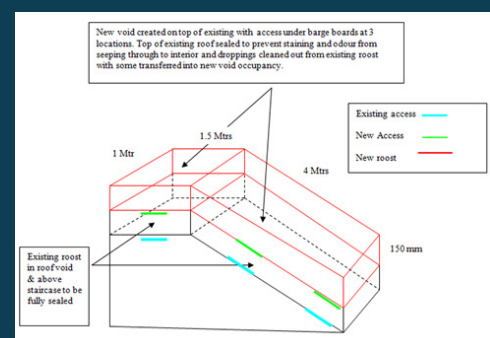 New void created on top of existing with access under barge boards at 3
locations. Top of existing roof sealed to prevent staining and odour from
seeping through to interior and droppings cleaned out from existing roost
with some transferred into new void occupancy.
1.5 Mtrs
1 Mtr
4 Mtrs
Existing access
New Access
New roost
150 mm
Existing roost
in roof void
& above
staircase to be
fully sealed